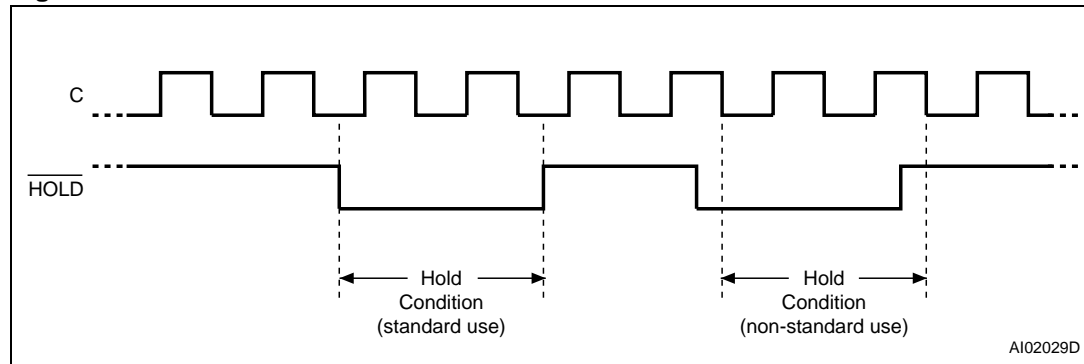 C
HOLD
Hold
Condition
(standard use)
Hold
Condition
(non-standard use)
AI02029D